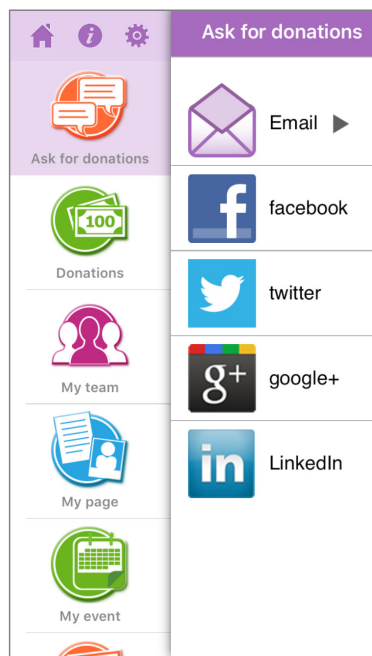 Ask for donations
Ask for donations
100
Donations
My team
My page
My event
Email
facebook
twitter
g+
google+
in
LinkedIn